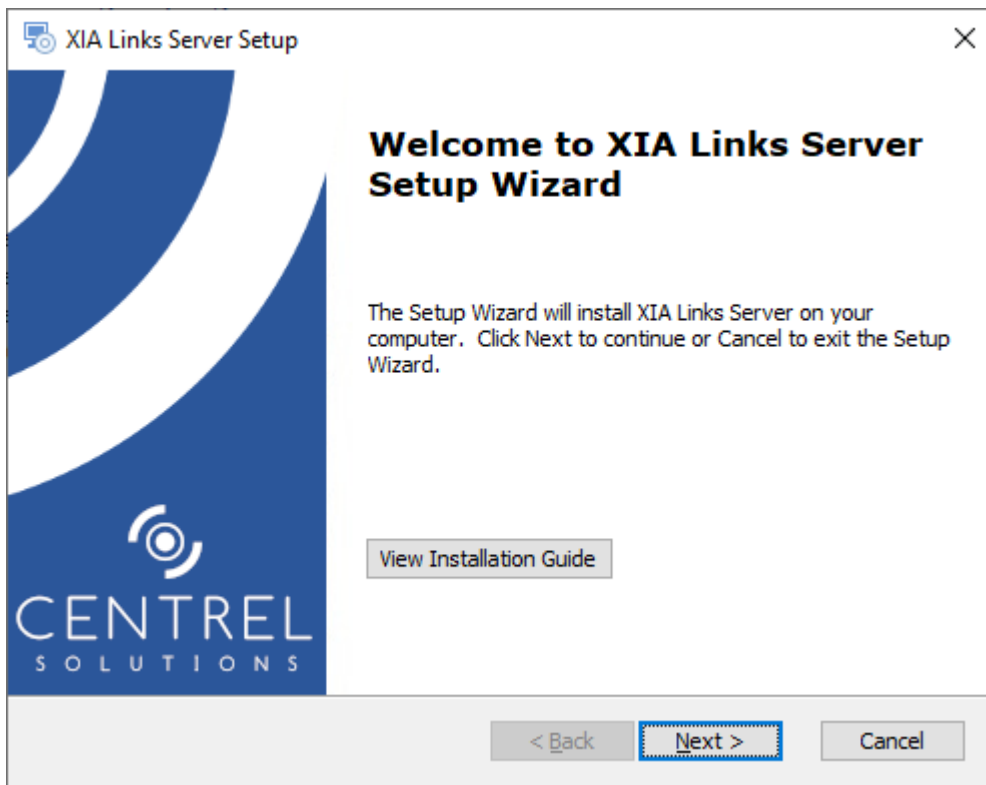 XIA Links Server Setup
Welcome to XIA Links Server
Setup Wizard
The Setup Wizard will install XIA Links Server on your
computer.  Click Next to continue or Cancel to exit the Setup
Wizard.
View Installation Guide
CENTREL
SOLUTIONS
< Back
Next >
Cancel